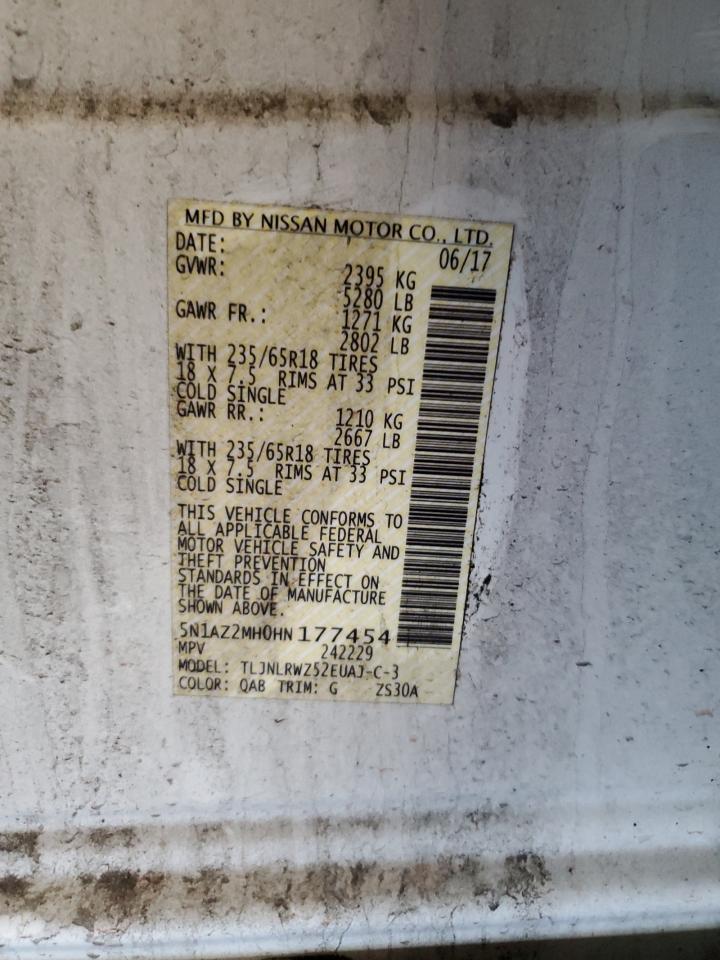 MFD BY NISSAN MOTOR CO., LTD.
DATE: 06/17
GVWR: 2395 KG
5280 LB
GAWR FR.: 1271 KG
2802 LB
WITH 235/65R18 TIRES
18 X 7.5 RIMS AT 33 PSI
COLD SINGLE
GAWR RR.: 1210 KG
2667 LB
WITH 235/65R18 TIRES
18 X 7.5 RIMS AT 33 PSI
COLD SINGLE
THIS VEHICLE CONFORMS TO
ALL APPLICABLE FEDERAL
MOTOR VEHICLE SAFETY AND
THEFT PREVENTION
STANDARDS IN EFFECT ON
THE DATE OF MANUFACTURE
SHOWN ABOVE.
5N1AZ2MH0HN177454
MPV 242229
MODEL: TLJNLRWZ52EUAJ-C-3
COLOR: QAB TRIM: G ZS30A